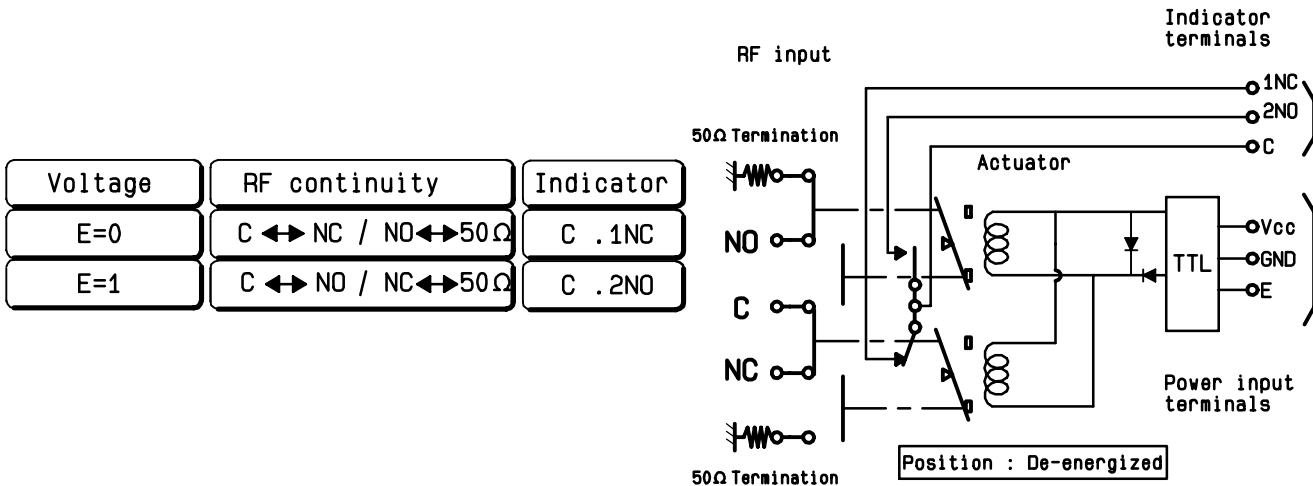 Voltage RF continuity Indicator
E=0 C ◄► NC / NO◄►50Ω C .1NC
E=1 C ◄► NO / NC◄►50Ω C .2NO
Indicator
terminals
RF input
1NC
2NO
C
50Ω Termination
Actuator
NO
C
NC
TTL
Vcc
GND
E
Power input
terminals
50Ω Termination
Position : De-energized